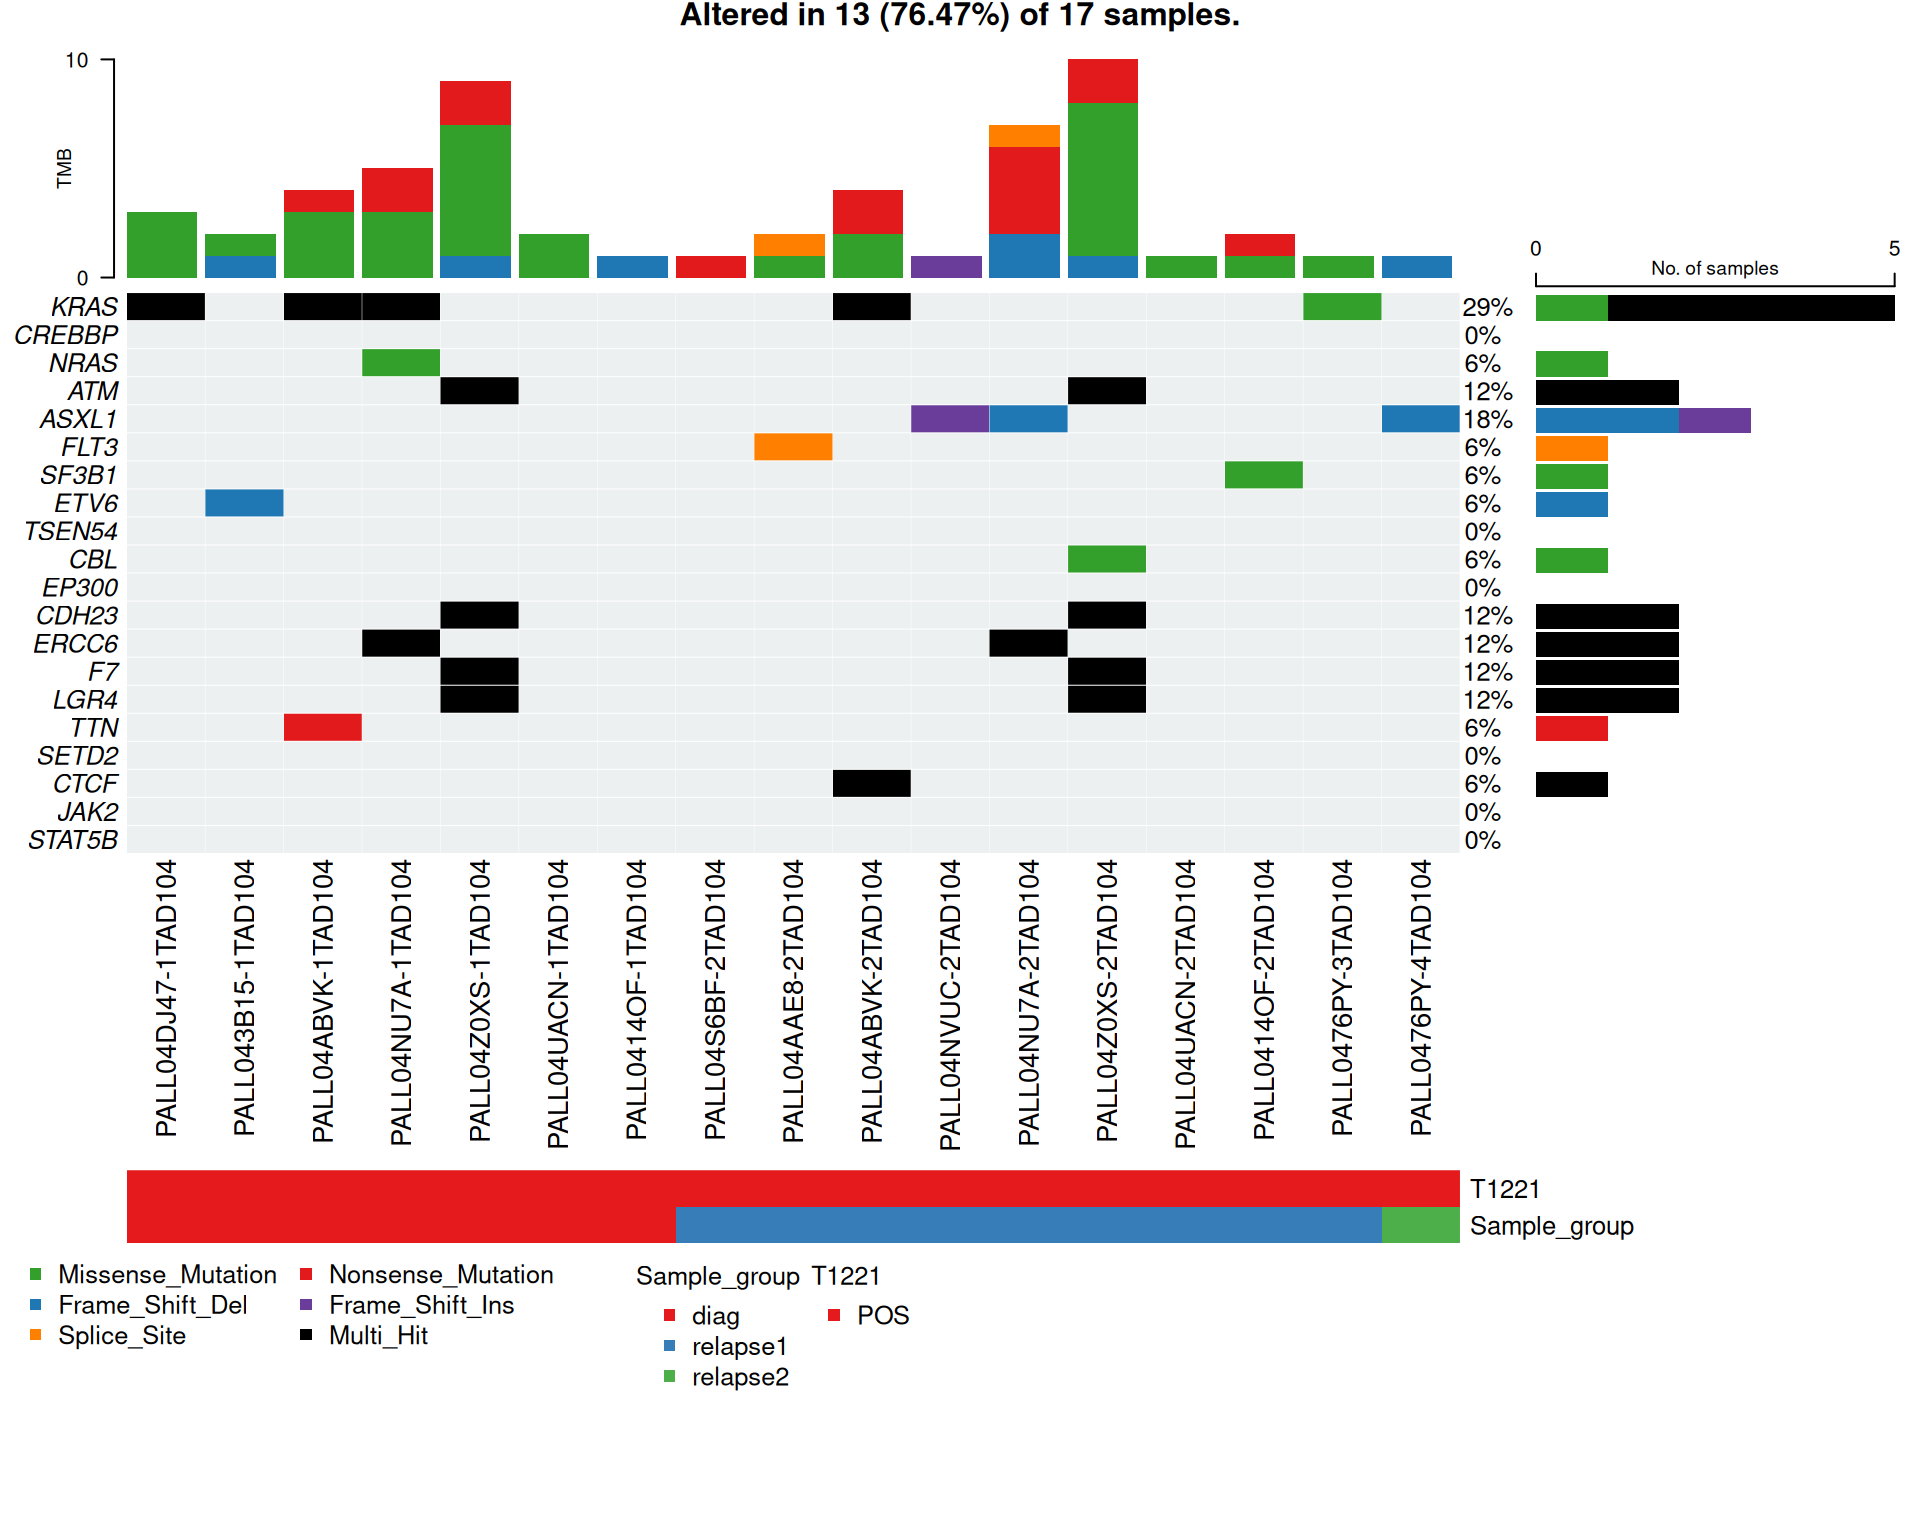 Altered in 13 (76.47%) of 17 samples.
10
TMB
0
0 5
No. of samples
KRAS 29%
CREBBP 0%
NRAS 6%
ATM 12%
ASXL1 18%
FLT3 6%
SF3B1 6%
ETV6 6%
TSEN54 0%
CBL 6%
EP300 0%
CDH23 12%
ERCC6 12%
F7 12%
LGR4 12%
TTN 6%
SETD2 0%
CTCF 6%
JAK2 0%
STAT5B 0%
PALL04DJ47-1TAD104
PALL043B15-1TAD104
PALL04ABVK-1TAD104
PALL04NU7A-1TAD104
PALL04Z0XS-1TAD104
PALL04UACN-1TAD104
PALL0414OF-1TAD104
PALL04S6BF-2TAD104
PALL04AAE8-2TAD104
PALL04ABVK-2TAD104
PALL04NVUC-2TAD104
PALL04NU7A-2TAD104
PALL04Z0XS-2TAD104
PALL04UACN-2TAD104
PALL0414OF-2TAD104
PALL0476PY-3TAD104
PALL0476PY-4TAD104
T1221
Sample_group
Missense_Mutation Nonsense_Mutation
Frame_Shift_Del Frame_Shift_Ins
Splice_Site Multi_Hit
Sample_group T1221
diag POS
relapse1
relapse2